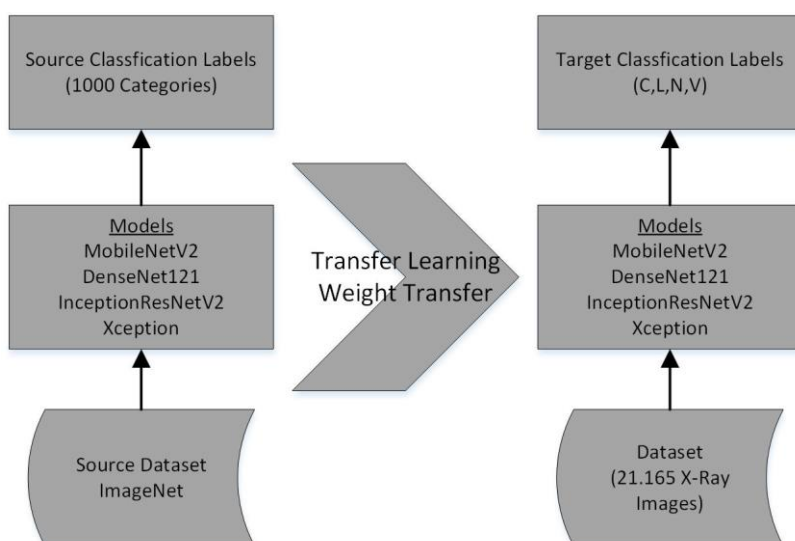 Source Classfication Labels
(1000 Categories)
Models
MobileNetV2
DenseNet121
InceptionResNetV2
Xception
Source Dataset
ImageNet
Transfer Learning
Weight Transfer
Target Classfication Labels
(C,L,N,V)
Models
MobileNetV2
DenseNet121
InceptionResNetV2
Xception
Dataset
(21.165 X-Ray
Images)